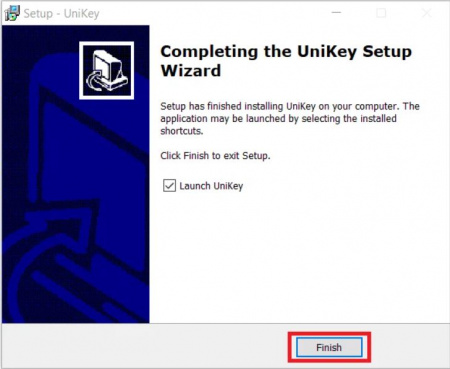 Setup - UniKey
Completing the UniKey Setup
Wizard
Setup has finished installing UniKey on your computer. The
application may be launched by selecting the installed
shortcuts.
Click Finish to exit Setup.
Launch UniKey
Finish